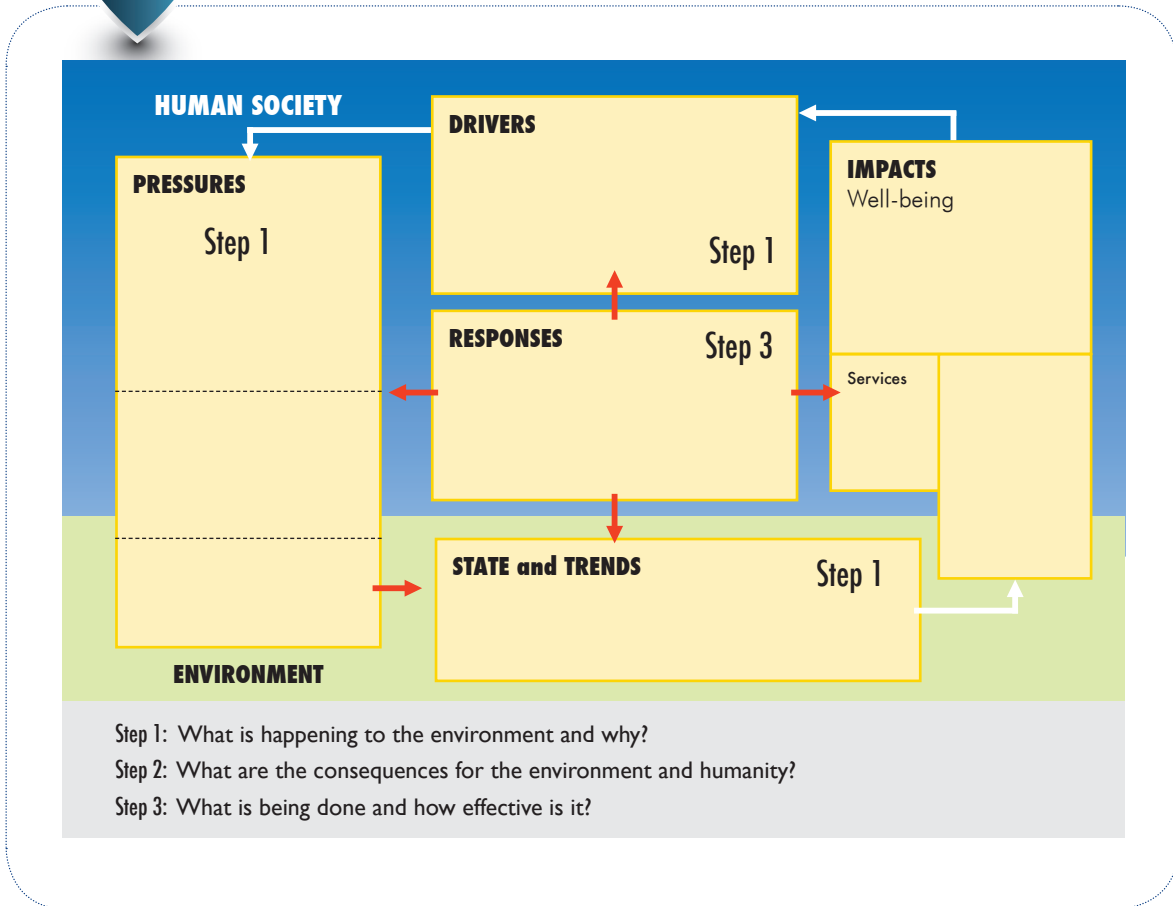 HUMAN SOCIETY
DRIVERS
Step 1
PRESSURES
Step 1
IMPACTS
Well-being
RESPONSES
Step 3
Services
STATE and TRENDS
Step 1
ENVIRONMENT
Step 1: What is happening to the environment and why?
Step 2: What are the consequences for the environment and humanity?
Step 3: What is being done and how effective is it?